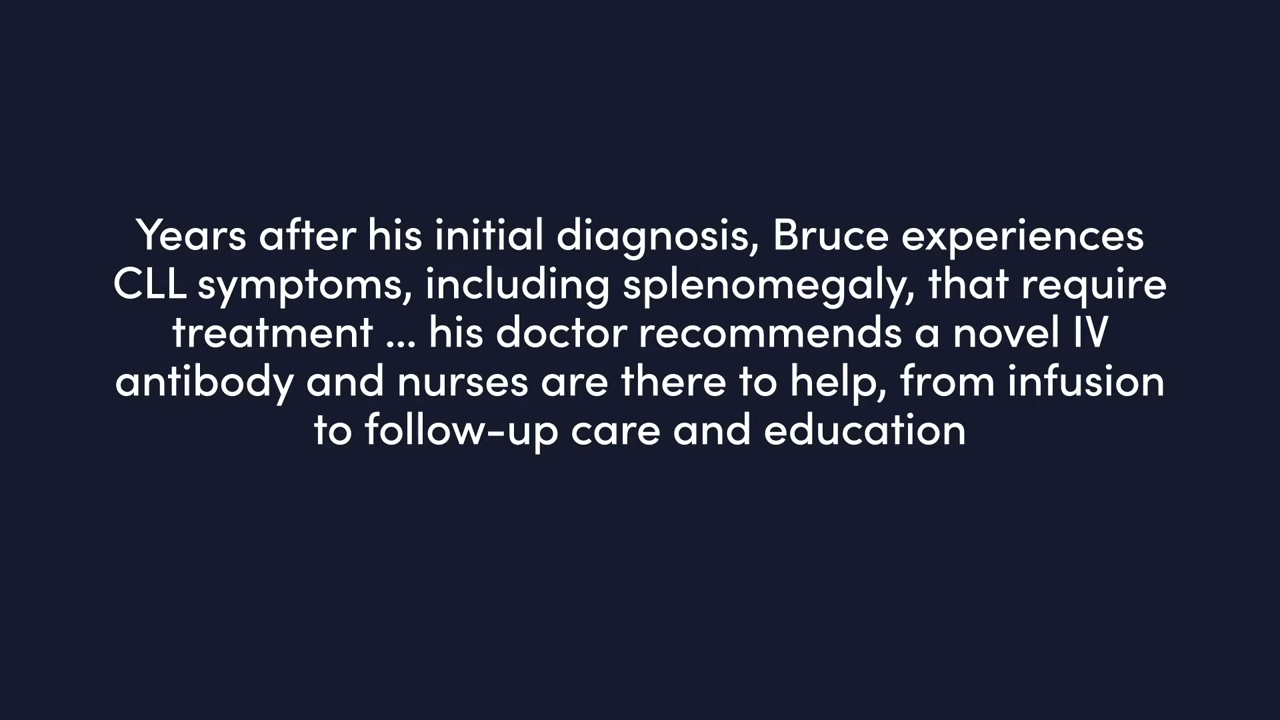 Years after his initial diagnosis, Bruce experiences
CLL symptoms, including splenomegaly, that require
treatment ... his doctor recommends a novel IV
antibody and nurses are there to help, from infusion
to follow-up care and education